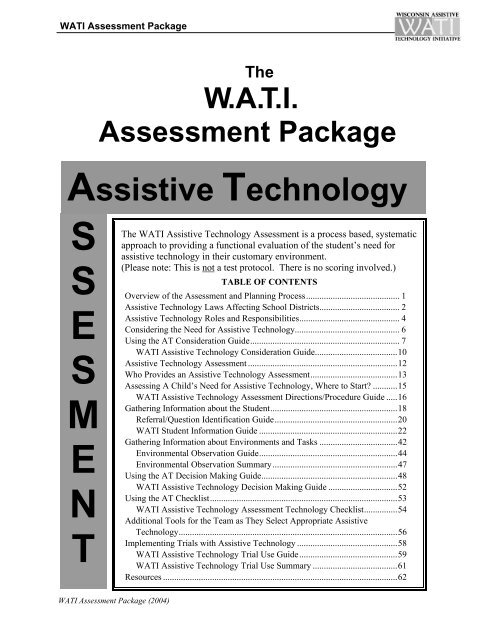 WATI Assessment Package
WISCONSIN ASSISTIVE
WATI
TECHNOLOGY INITIATIVE
The
W.A.T.I.
Assessment Package
Assistive Technology
S
S
E
S
S
M
E
N
T
The WATI Assistive Technology Assessment is a process based, systematic
approach to providing a functional evaluation of the student’s need for
assistive technology in their customary environment.
(Please note: This is not a test protocol. There is no scoring involved.)
TABLE OF CONTENTS
Overview of the Assessment and Planning Process......................................... 1
Assistive Technology Laws Affecting School Districts................................... 2
Assistive Technology Roles and Responsibilities............................................ 4
Considering the Need for Assistive Technology.............................................. 6
Using the AT Consideration Guide.................................................................. 7
WATI Assistive Technology Consideration Guide....................................10
Assistive Technology Assessment..................................................................12
Who Provides an Assistive Technology Assessment......................................13
Assessing A Child’s Need for Assistive Technology, Where to Start? ...........15
WATI Assistive Technology Assessment Directions/Procedure Guide .....16
Gathering Information about the Student........................................................18
Referral/Question Identification Guide......................................................20
WATI Student Information Guide .............................................................22
Gathering Information about Environments and Tasks ..................................42
Environmental Observation Guide.............................................................44
Environmental Observation Summary.......................................................47
Using the AT Decision Making Guide............................................................48
WATI Assistive Technology Decision Making Guide ..............................52
Using the AT Checklist...................................................................................53
WATI Assistive Technology Assessment Technology Checklist...............54
Additional Tools for the Team as They Select Appropriate Assistive
Technology.................................................................................................56
Implementing Trials with Assistive Technology ............................................58
WATI Assistive Technology Trial Use Guide...........................................59
WATI Assistive Technology Trial Use Summary .....................................61
Resources ........................................................................................................62
WATI Assessment Package (2004)